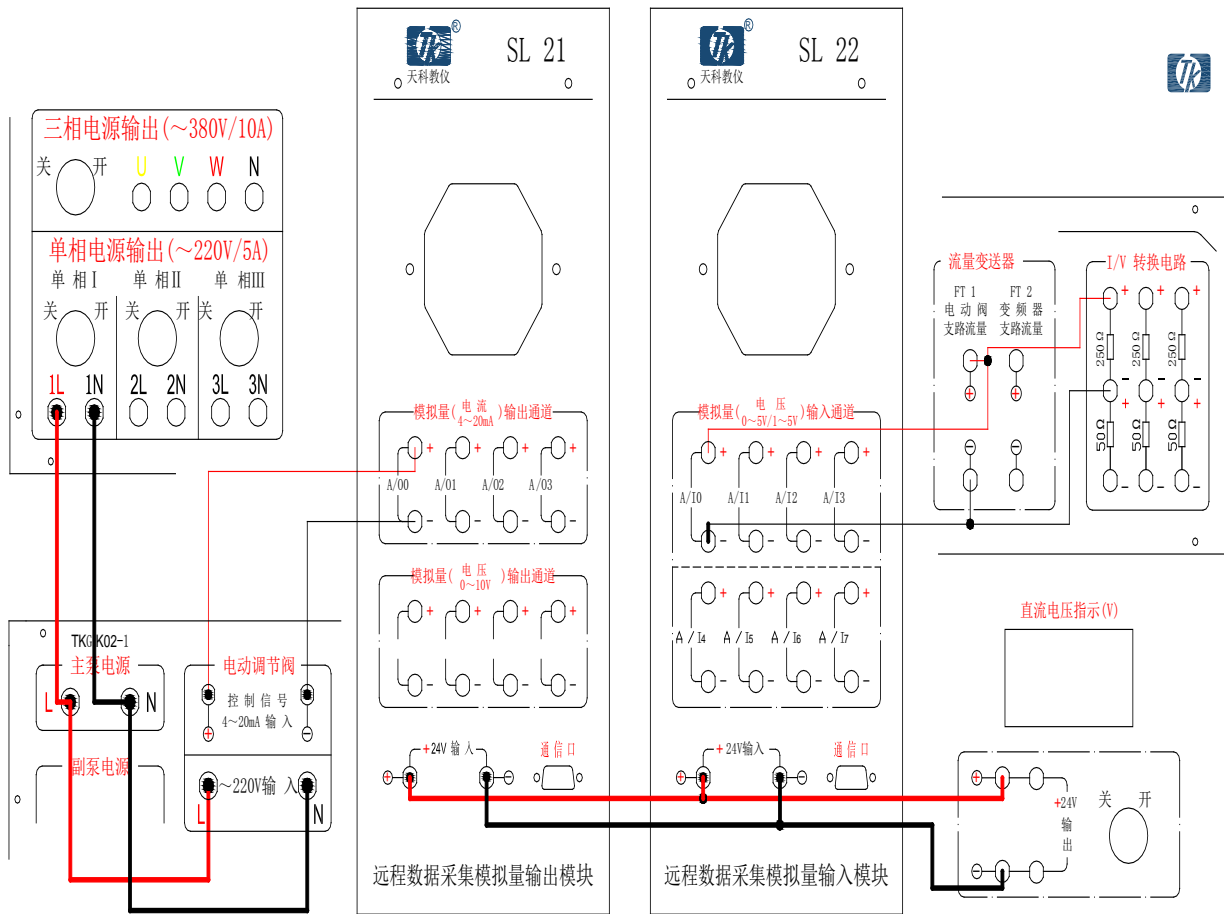 TK®
天科教仪
SL 21
TK®
天科教仪
SL 22
TK
三相电源输出(～380V/10A)
关 开 U V W N
单相电源输出(～220V/5A)
单 相Ⅰ 单 相Ⅱ 单 相Ⅲ
关 开 关 开 关 开
1L 1N 2L 2N 3L 3N
TKGK02-1
主泵电源
L N
副泵电源
电动调节阀
控 制 信 号
4～20mA 输 入
+ −
～220V输 入
L N
模拟量(电 流 4～20mA)输出通道
+ + + +
A/O0 A/O1 A/O2 A/O3
− − − −
模拟量(电 压 0～10V)输出通道
+ + + +
− − − −
+24V 输 入
+ −
通 信 口
远程数据采集模拟量输出模块
模拟量(电 压 0～5V/1～5V)输入通道
+ + + +
A/I0 A/I1 A/I2 A/I3
− − − −
+ + + +
A/I4 A/I5 A/I6 A/I7
− − − −
+ 24V输入
+ −
通 信 口
远程数据采集模拟量输入模块
流量变送器
FT 1 FT 2
电 动 阀 变 频 器
支路流量 支路流量
+ +
− −
I/V 转换电路
+ + +
250Ω 250Ω 250Ω
− − −
+ + +
50Ω 50Ω 50Ω
− − −
直流电压指示(V)
+
+24V
输
出
−
关 开